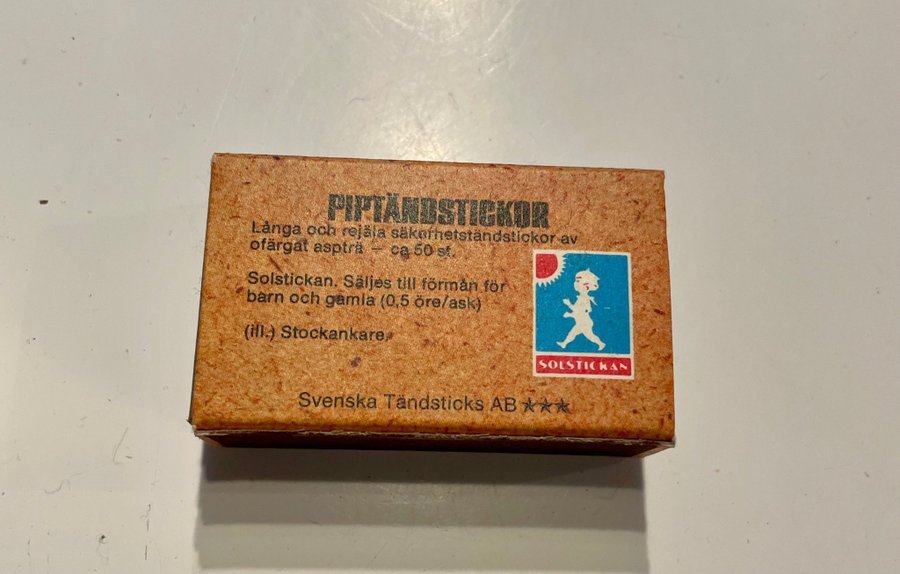 PIPTÄNDSTICKOR
Långa och rejäla säkerhetständstickor av
ofärgat aspträ – ca 50 st.
Solstickan. Säljes till förmån för
barn och gamla (0,5 öre/ask)
(ill.) Stockankare.
SOLSTICKAN
Svenska Tändsticks AB ★★★